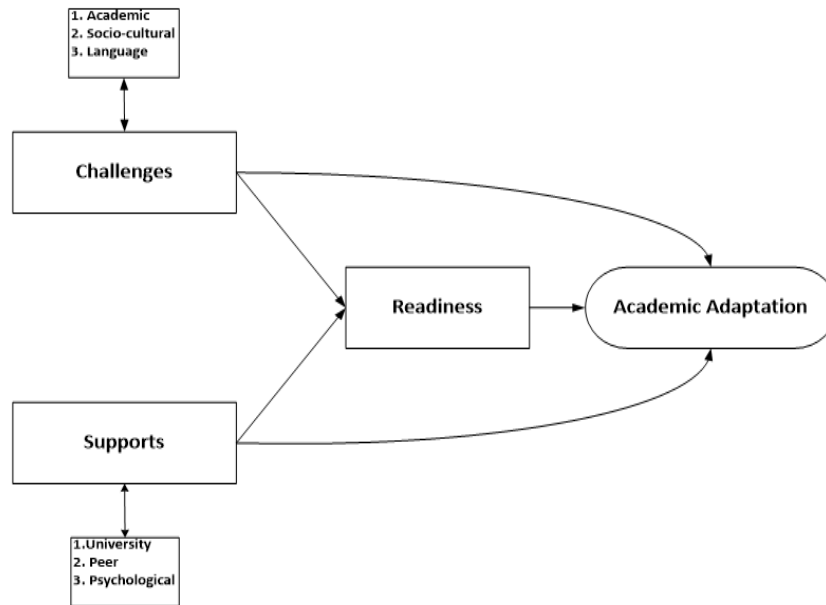 1. Academic
2. Socio-cultural
3. Language
Challenges
Readiness
Academic Adaptation
Supports
1.University
2. Peer
3. Psychological